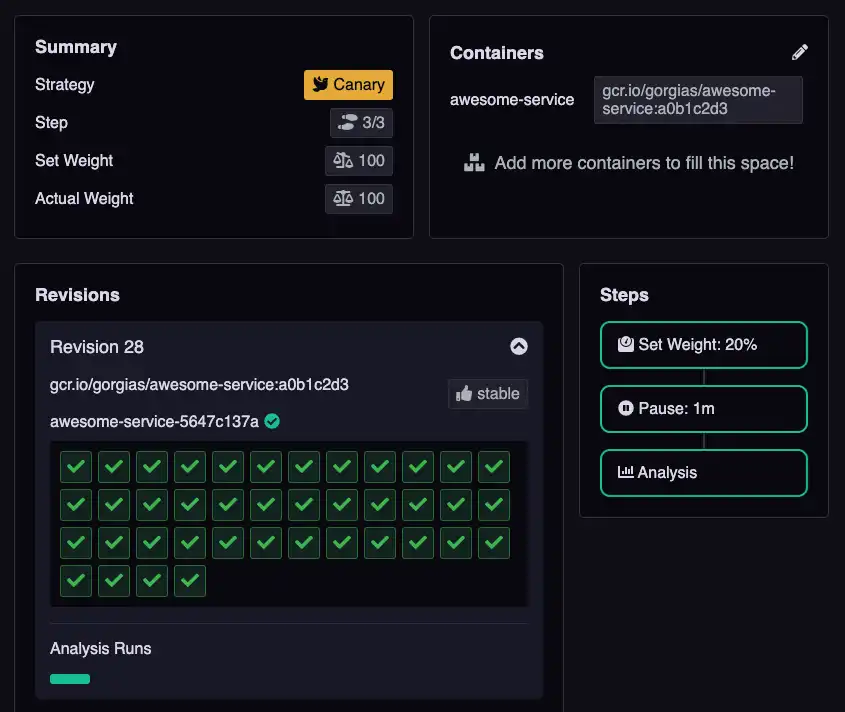 Summary
Strategy
Canary
Step
3/3
Set Weight
100
Actual Weight
100
Containers
awesome-service
gcr.io/gorgias/awesome-
service:a0b1c2d3
Add more containers to fill this space!
Revisions
Revision 28
gcr.io/gorgias/awesome-service:a0b1c2d3
stable
awesome-service-5647c137a
Analysis Runs
Steps
Set Weight: 20%
Pause: 1m
Analysis